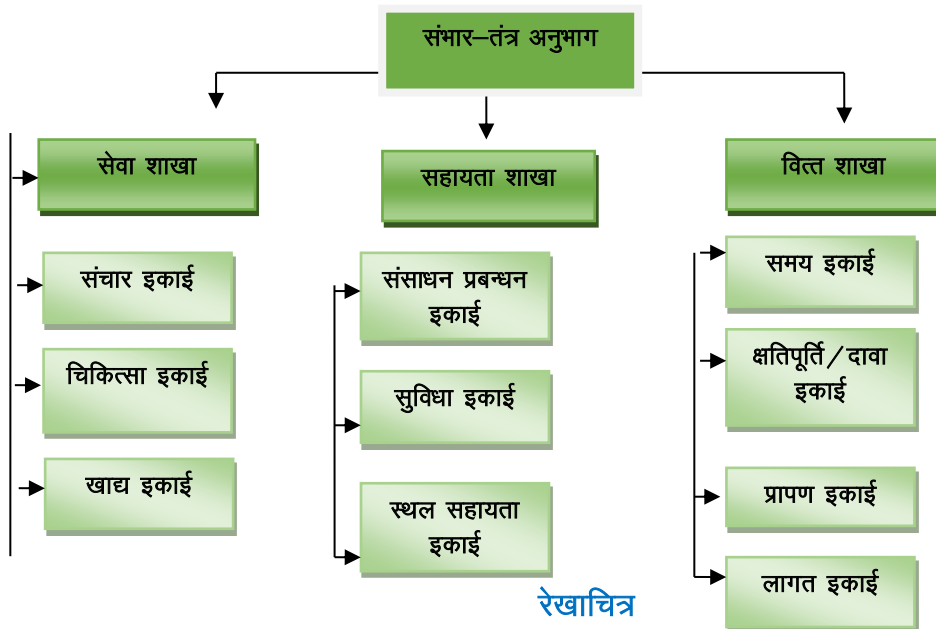 संभार–तंत्र अनुभाग
सेवा शाखा
संचार इकाई
चिकित्सा इकाई
खाद्य इकाई
सहायता शाखा
संसाधन प्रबन्धन
इकाई
सुविधा इकाई
स्थल सहायता
इकाई
वित्त शाखा
समय इकाई
क्षतिपूर्ति/दावा
इकाई
प्रापण इकाई
लागत इकाई
रेखाचित्र